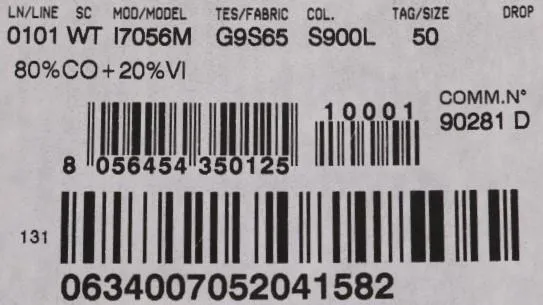 LN/LINE SC MOD/MODEL TES/FABRIC COL. TAG/SIZE DROP
0101 WT I7056M G9S65 S900L 50
80%CO+20%VI
10001
COMM.N°
90281 D
8 056454 350125
131
0634007052041582